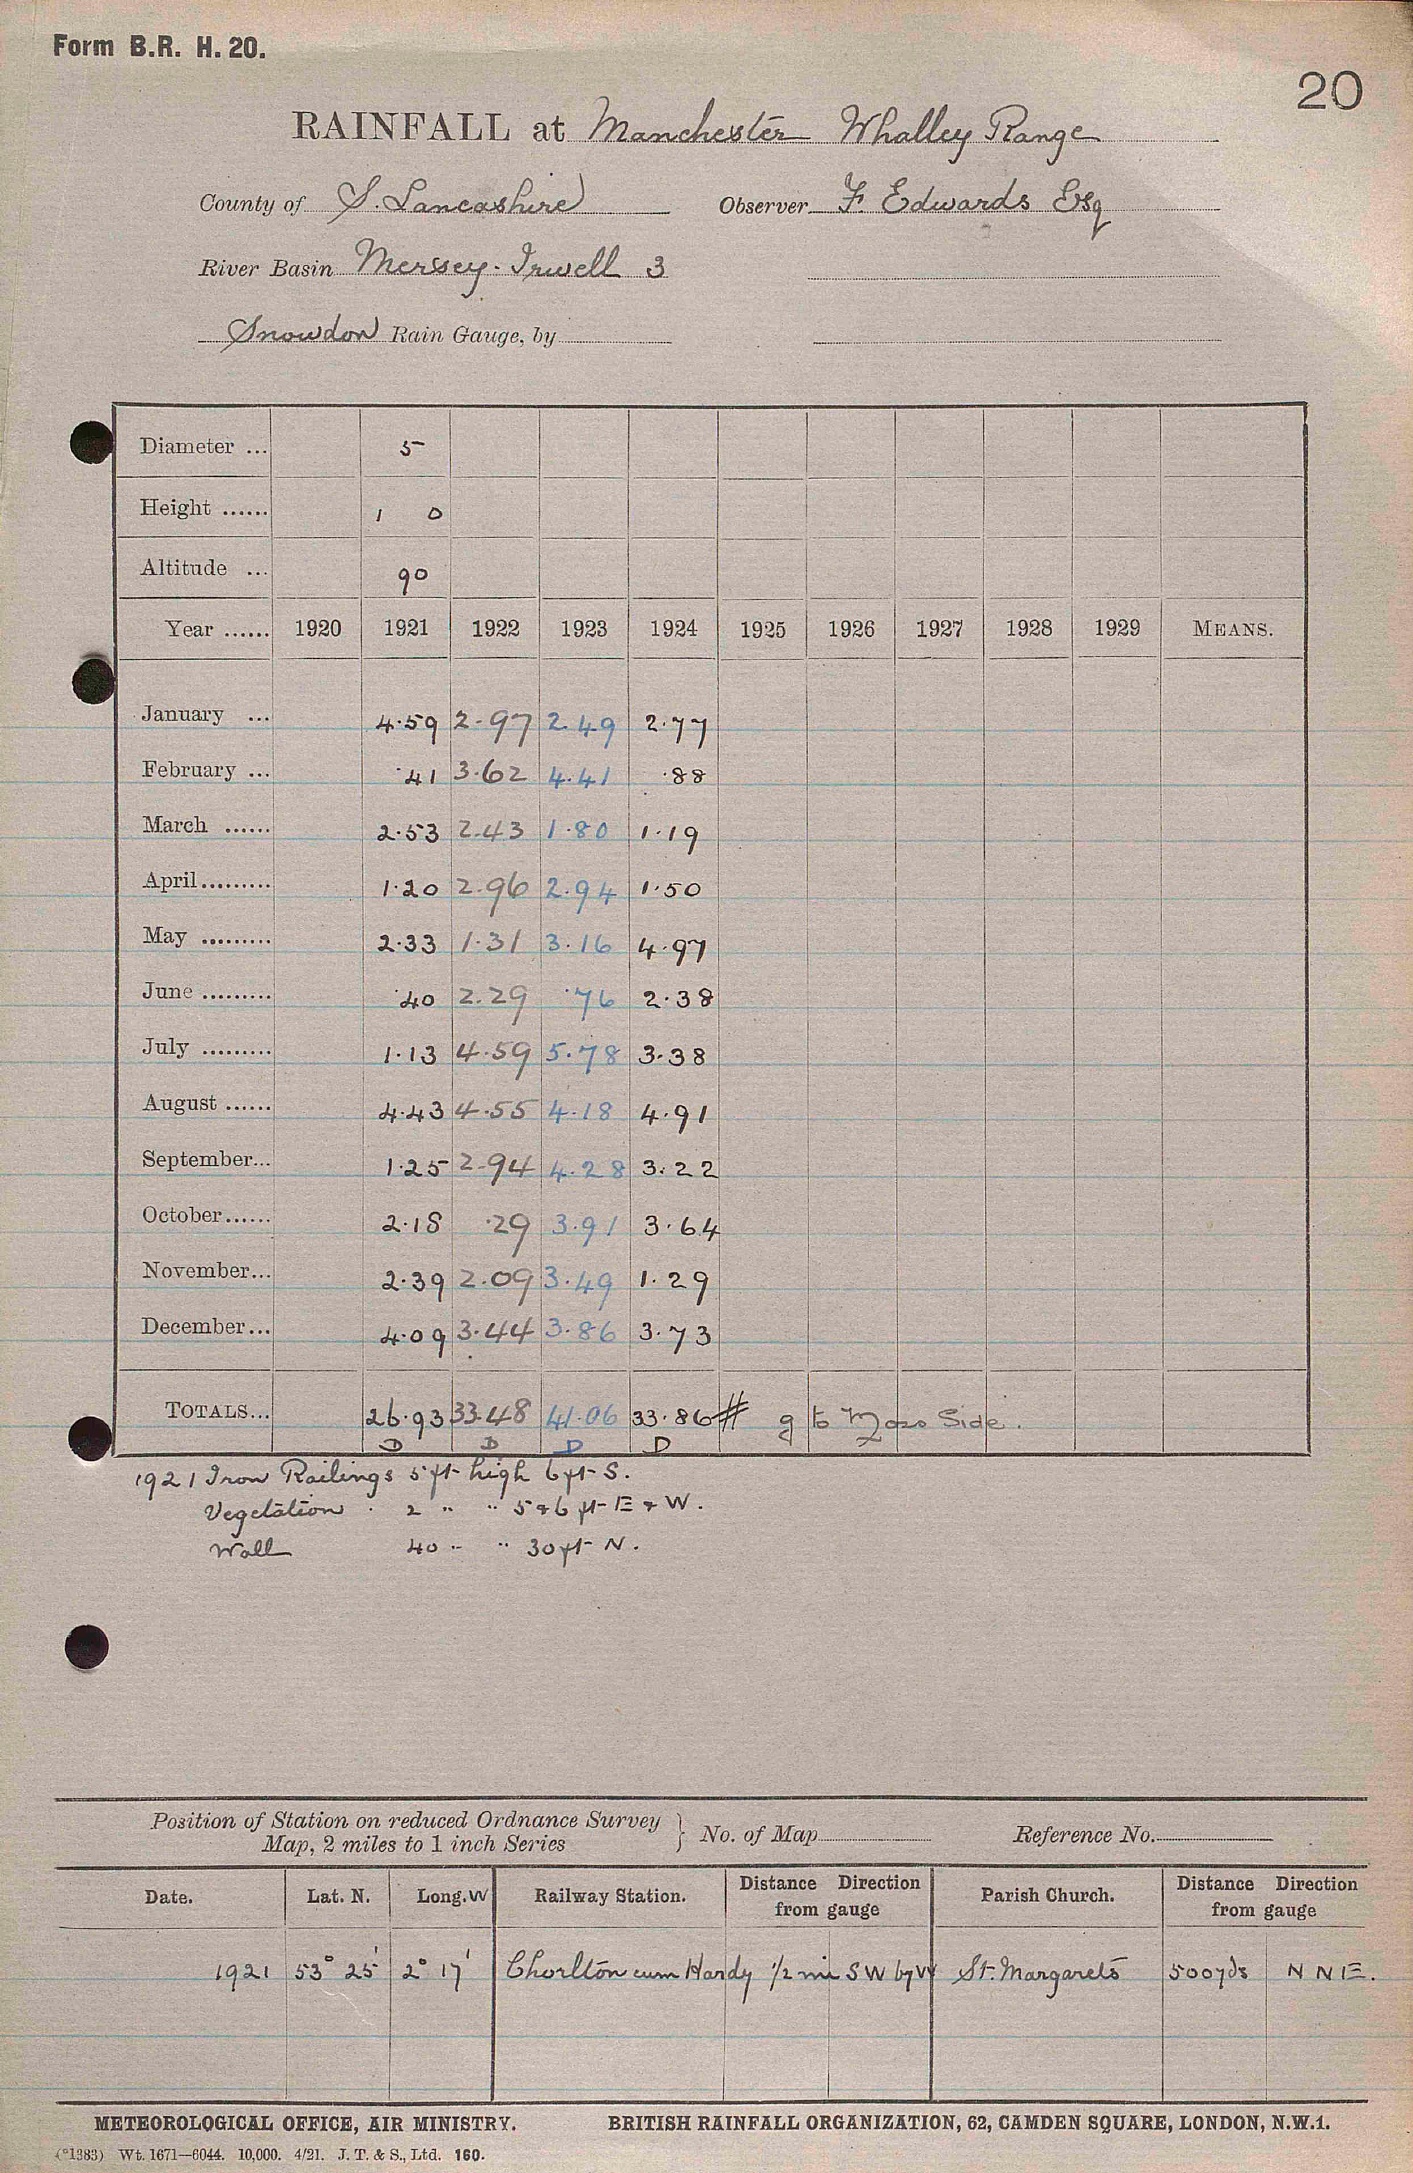 Form B.R. H. 20.
20
RAINFALL at Manchester Whalley Range
County of S. Lancashire Observer F. Edwards Esq
River Basin Mersey - Irwell 3
Snowdon Rain Gauge, by
Diameter ... 5
Height ...... 1 0
Altitude ... 90
Year ...... 1920 1921 1922 1923 1924 1925 1926 1927 1928 1929 MEANS.
January ... 4.59 2.97 2.49 2.77
February ... .41 3.62 4.41 .88
March ...... 2.53 2.43 1.80 1.19
April......... 1.20 2.96 2.94 1.50
May ......... 2.33 1.31 3.16 4.97
June ......... .40 2.29 .76 2.38
July ......... 1.13 4.59 5.78 3.38
August ...... 4.43 4.55 4.18 4.91
September... 1.25 2.94 4.28 3.22
October...... 2.18 .29 3.91 3.64
November... 2.39 2.09 3.49 1.29
December... 4.09 3.44 3.86 3.73
TOTALS... 26.93 33.48 41.06 33.86 # g to Moss Side.
D D D D
1921 Iron Railings 5 ft high 6 ft S.
Vegetation . 2 " " 5 & 6 ft E & W.
Wall 40 " " 30 ft N.
Position of Station on reduced Ordnance Survey
Map, 2 miles to 1 inch Series } No. of Map Reference No.
Date. Lat. N. Long. W Railway Station. Distance Direction from gauge Parish Church. Distance Direction from gauge
1921 53° 25' 2° 17' Chorlton cum Hardy 1/2 mi SW by W St. Margarets 500 yds NNE.
METEOROLOGICAL OFFICE, AIR MINISTRY. BRITISH RAINFALL ORGANIZATION, 62, CAMDEN SQUARE, LONDON, N.W.1.
(*1383) Wt. 1671—6044. 10,000. 4/21. J. T. & S., Ltd. 160.